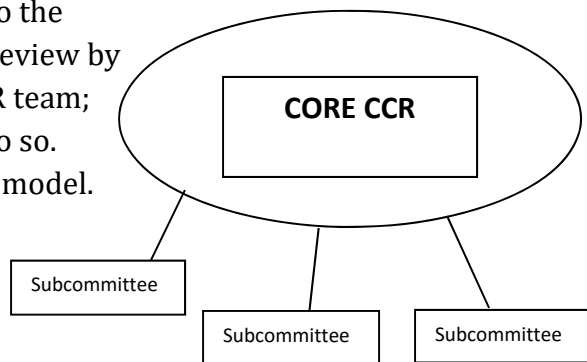 o the
eview by
R team;
o so.
model.
CORE CCR
Subcommittee
Subcommittee
Subcommittee